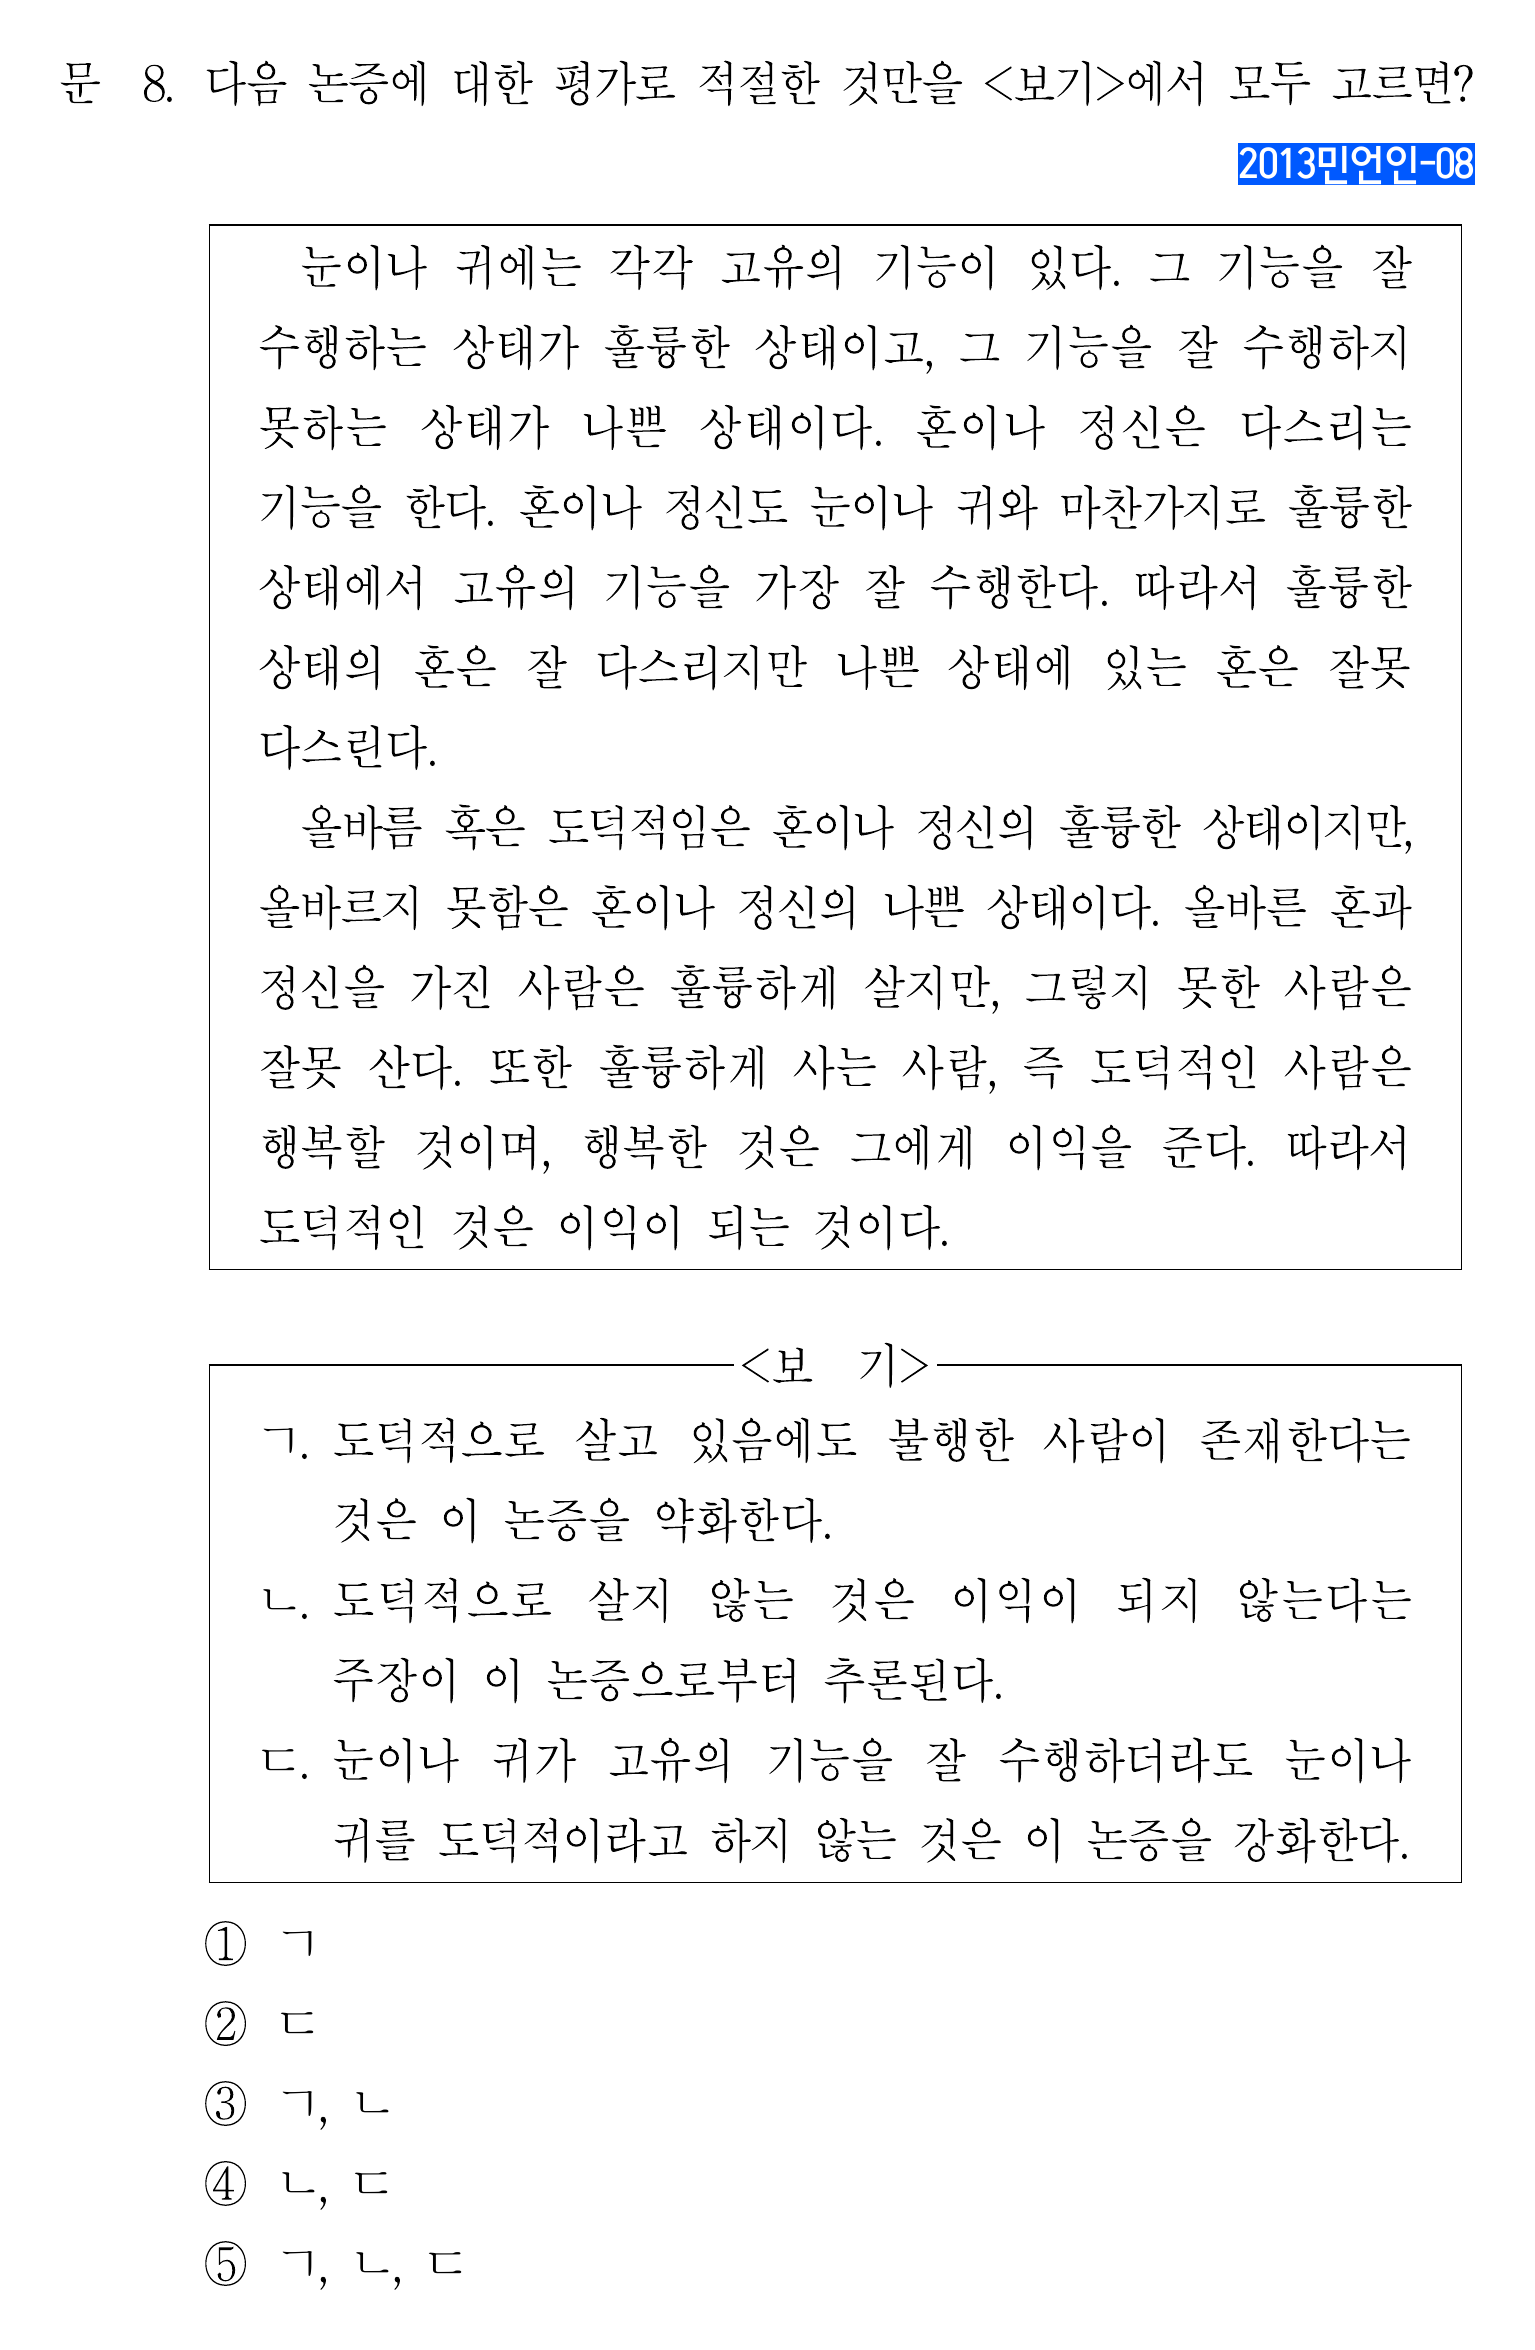 문 8. 다음 논증에 대한 평가로 적절한 것만을 <보기>에서 모두 고르면?
2013민언인-08
눈이나 귀에는 각각 고유의 기능이 있다. 그 기능을 잘
수행하는 상태가 훌륭한 상태이고, 그 기능을 잘 수행하지
못하는 상태가 나쁜 상태이다. 혼이나 정신은 다스리는
기능을 한다. 혼이나 정신도 눈이나 귀와 마찬가지로 훌륭한
상태에서 고유의 기능을 가장 잘 수행한다. 따라서 훌륭한
상태의 혼은 잘 다스리지만 나쁜 상태에 있는 혼은 잘못
다스린다.
올바름 혹은 도덕적임은 혼이나 정신의 훌륭한 상태이지만,
올바르지 못함은 혼이나 정신의 나쁜 상태이다. 올바른 혼과
정신을 가진 사람은 훌륭하게 살지만, 그렇지 못한 사람은
잘못 산다. 또한 훌륭하게 사는 사람, 즉 도덕적인 사람은
행복할 것이며, 행복한 것은 그에게 이익을 준다. 따라서
도덕적인 것은 이익이 되는 것이다.
<보 기>
ㄱ. 도덕적으로 살고 있음에도 불행한 사람이 존재한다는
것은 이 논증을 약화한다.
ㄴ. 도덕적으로 살지 않는 것은 이익이 되지 않는다는
주장이 이 논증으로부터 추론된다.
ㄷ. 눈이나 귀가 고유의 기능을 잘 수행하더라도 눈이나
귀를 도덕적이라고 하지 않는 것은 이 논증을 강화한다.
① ㄱ
② ㄷ
③ ㄱ, ㄴ
④ ㄴ, ㄷ
⑤ ㄱ, ㄴ, ㄷ